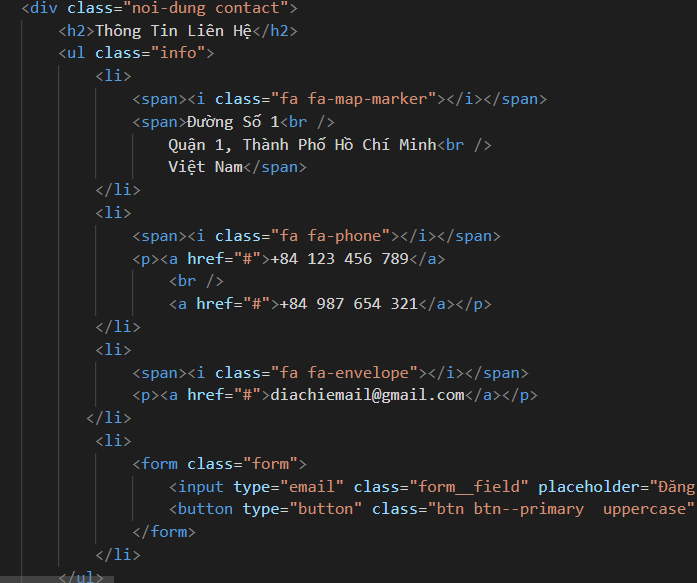 <div class="noi-dung contact">
<h2>Thông Tin Liên Hệ</h2>
<ul class="info">
<li>
<span><i class="fa fa-map-marker"></i></span>
<span>Đường Số 1<br />
Quận 1, Thành Phố Hồ Chí Minh<br />
Việt Nam</span>
</li>
<li>
<span><i class="fa fa-phone"></i></span>
<p><a href="#">+84 123 456 789</a>
<br />
<a href="#">+84 987 654 321</a></p>
</li>
<li>
<span><i class="fa fa-envelope"></i></span>
<p><a href="#">diachiemail@gmail.com</a></p>
</li>
<li>
<form class="form">
<input type="email" class="form__field" placeholder="Đăng
<button type="button" class="btn btn--primary  uppercase"
</form>
</li>
</ul>